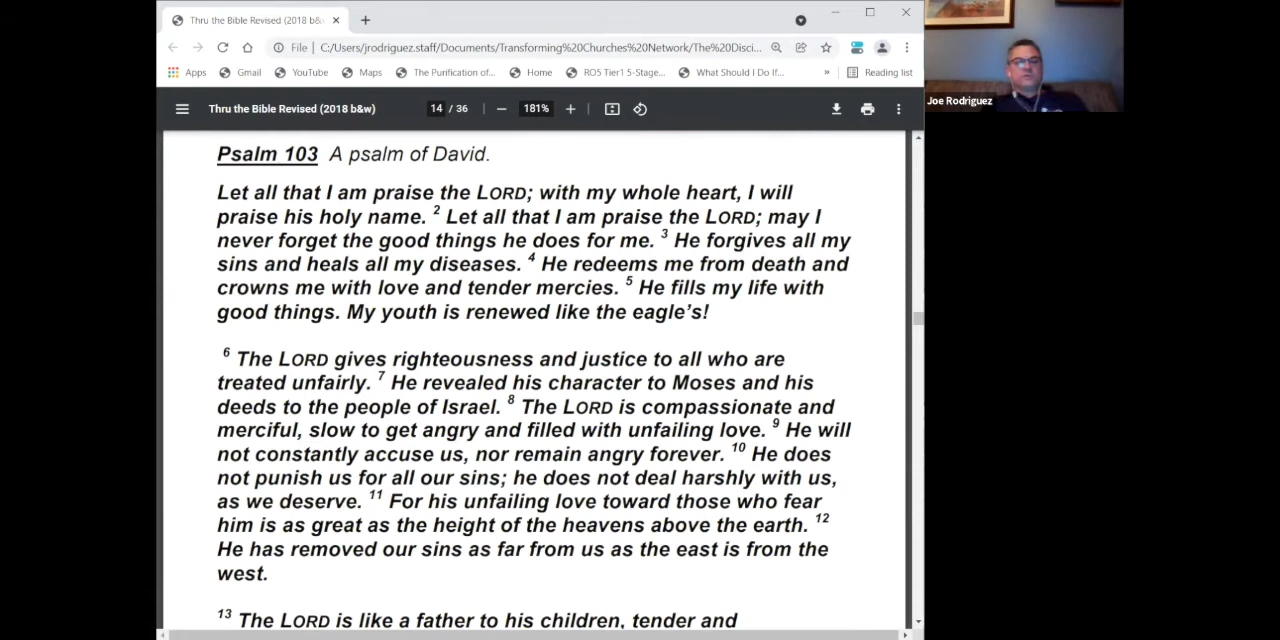 Thru the Bible Revised (2018 b&w
File | C:/Users/jrodriguez.staff/Documents/Transforming%20Churches%20Network/The%20Disci...
Apps Gmail YouTube Maps The Purification of... Home RO5 Tier1 5-Stage... What Should I Do If... » Reading list
Thru the Bible Revised (2018 b&w) 14 / 36 — 181% +
Joe Rodriguez
Psalm 103 A psalm of David.
Let all that I am praise the LORD; with my whole heart, I will
praise his holy name. 2 Let all that I am praise the LORD; may I
never forget the good things he does for me. 3 He forgives all my
sins and heals all my diseases. 4 He redeems me from death and
crowns me with love and tender mercies. 5 He fills my life with
good things. My youth is renewed like the eagle's!
6 The LORD gives righteousness and justice to all who are
treated unfairly. 7 He revealed his character to Moses and his
deeds to the people of Israel. 8 The LORD is compassionate and
merciful, slow to get angry and filled with unfailing love. 9 He will
not constantly accuse us, nor remain angry forever. 10 He does
not punish us for all our sins; he does not deal harshly with us,
as we deserve. 11 For his unfailing love toward those who fear
him is as great as the height of the heavens above the earth. 12
He has removed our sins as far from us as the east is from the
west.
13 The LORD is like a father to his children, tender and